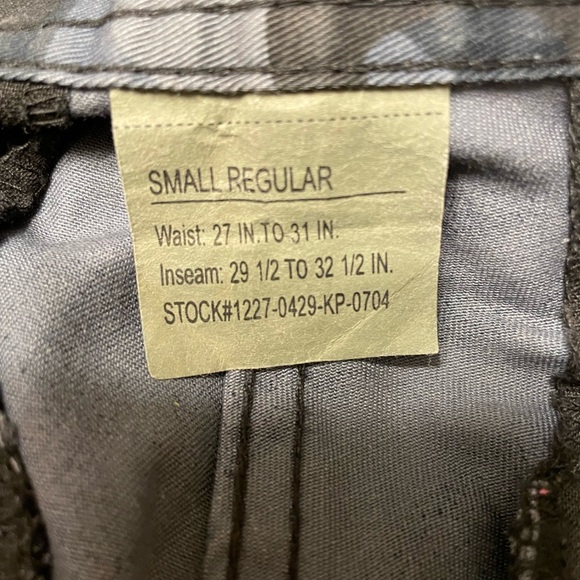 SMALL REGULAR
Waist: 27 IN.TO 31 IN.
Inseam: 29 1/2 TO 32 1/2 IN.
STOCK#1227-0429-KP-0704